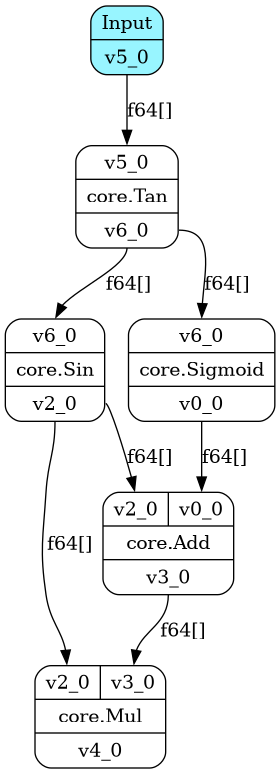 Input
v5_0
f64[]
v5_0
core.Tan
v6_0
f64[] f64[]
v6_0 v6_0
core.Sin core.Sigmoid
v2_0 v0_0
f64[] f64[]
v2_0 v0_0
f64[] core.Add
v3_0
f64[]
v2_0 v3_0
core.Mul
v4_0